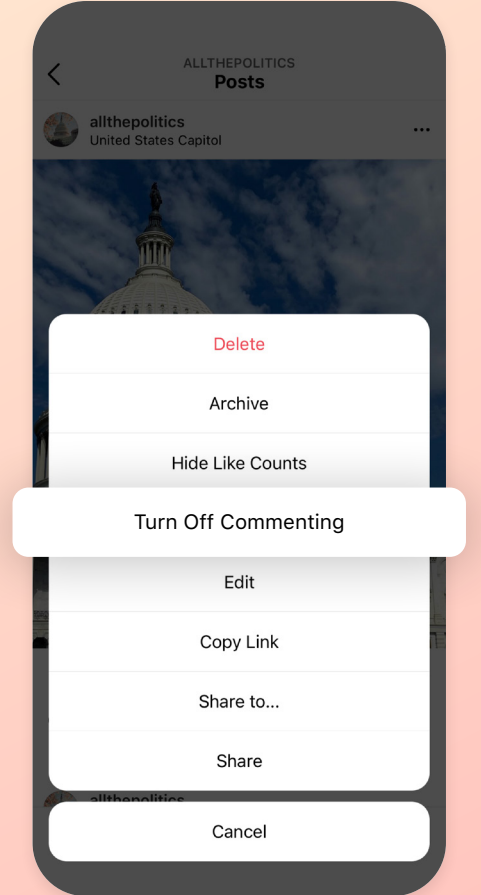 ALLTHEPOLITICS
Posts
allthepolitics
United States Capitol
Delete
Archive
Hide Like Counts
Turn Off Commenting
Edit
Copy Link
Share to...
Share
allthepolitics
Cancel